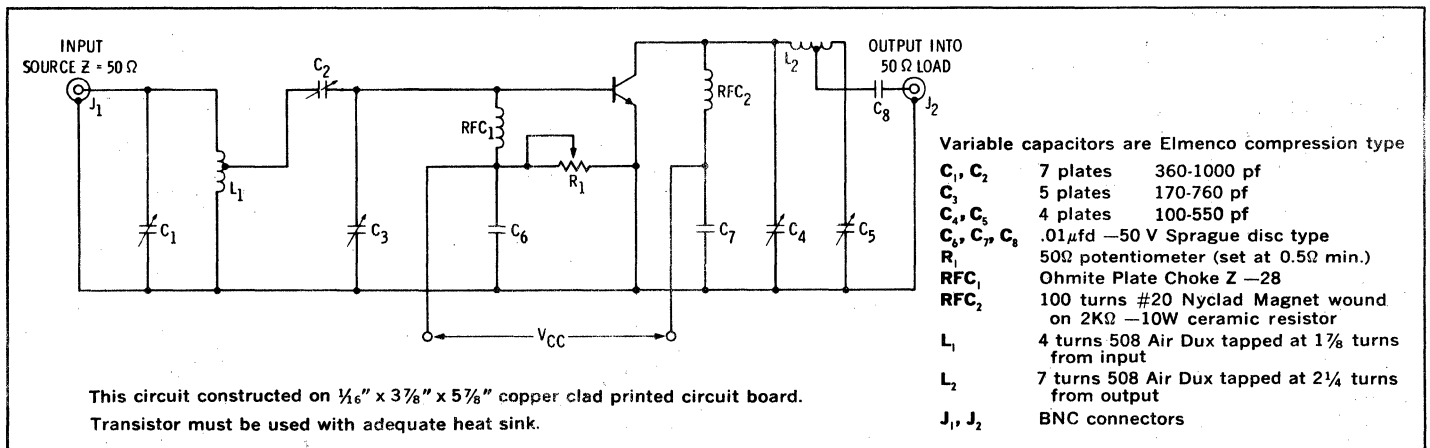 INPUT
SOURCE Z = 50 Ω
J1
C1
L1
C2
C3
RFC1
R1
C6
VCC
RFC2
C7
C4
L2
C5
C8
OUTPUT INTO
50 Ω LOAD
J2
Variable capacitors are Elmenco compression type
C1, C2 7 plates 360-1000 pf
C3 5 plates 170-760 pf
C4, C5 4 plates 100-550 pf
C6, C7, C8 .01μfd —50 V Sprague disc type
R1 50Ω potentiometer (set at 0.5Ω min.)
RFC1 Ohmite Plate Choke Z —28
RFC2 100 turns #20 Nyclad Magnet wound
on 2KΩ —10W ceramic resistor
L1 4 turns 508 Air Dux tapped at 1⅞ turns
from input
L2 7 turns 508 Air Dux tapped at 2¼ turns
from output
J1, J2 BNC connectors
This circuit constructed on 1/16" x 3⅞" x 5⅞" copper clad printed circuit board.
Transistor must be used with adequate heat sink.